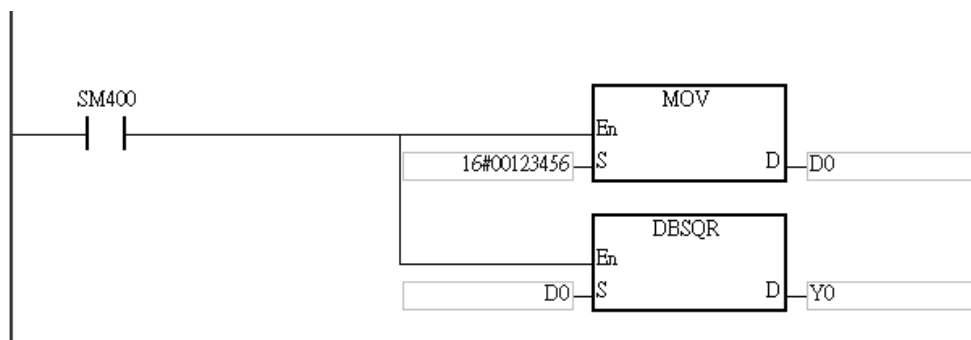 SM400
MOV
En
16#00123456 S D D0
DBSQR
En
D0 S D Y0